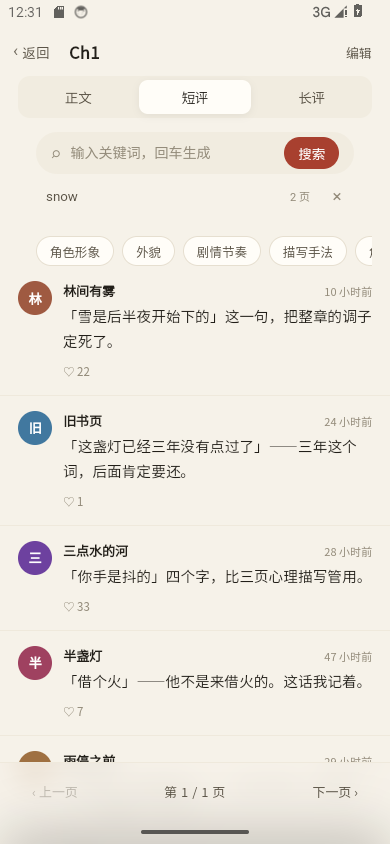 12:31
3G
‹ 返回
Ch1
编辑
正文
短评
长评
输入关键词，回车生成
搜索
snow
2 页
×
角色形象
外貌
剧情节奏
描写手法
林
林间有雾
10 小时前
「雪是后半夜开始下的」这一句，把整章的调子
定死了。
♡ 22
旧
旧书页
24 小时前
「这盏灯已经三年没有点过了」——三年这个
词，后面肯定要还。
♡ 1
三
三点水的河
28 小时前
「你手是抖的」四个字，比三页心理描写管用。
♡ 33
半
半盏灯
47 小时前
「借个火」——他不是来借火的。这话我记着。
♡ 7
雨停之前
‹ 上一页
第 1 / 1 页
下一页 ›